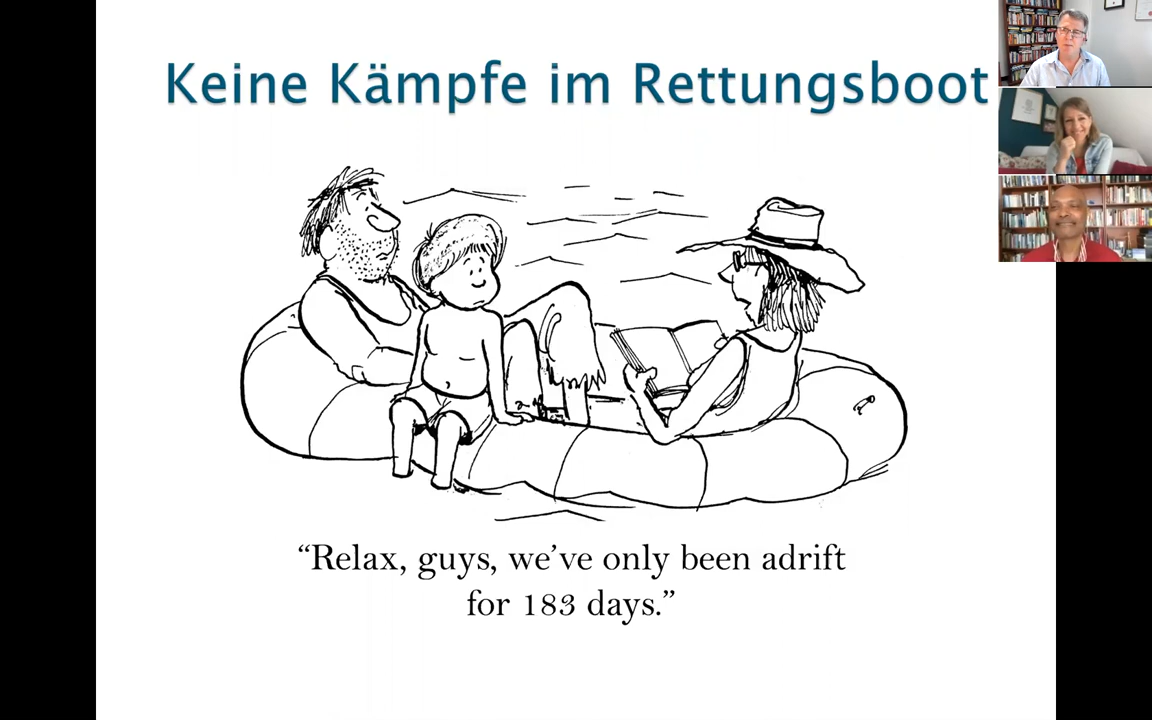 Keine Kämpfe im Rettungsboot
“Relax, guys, we’ve only been adrift
for 183 days.”